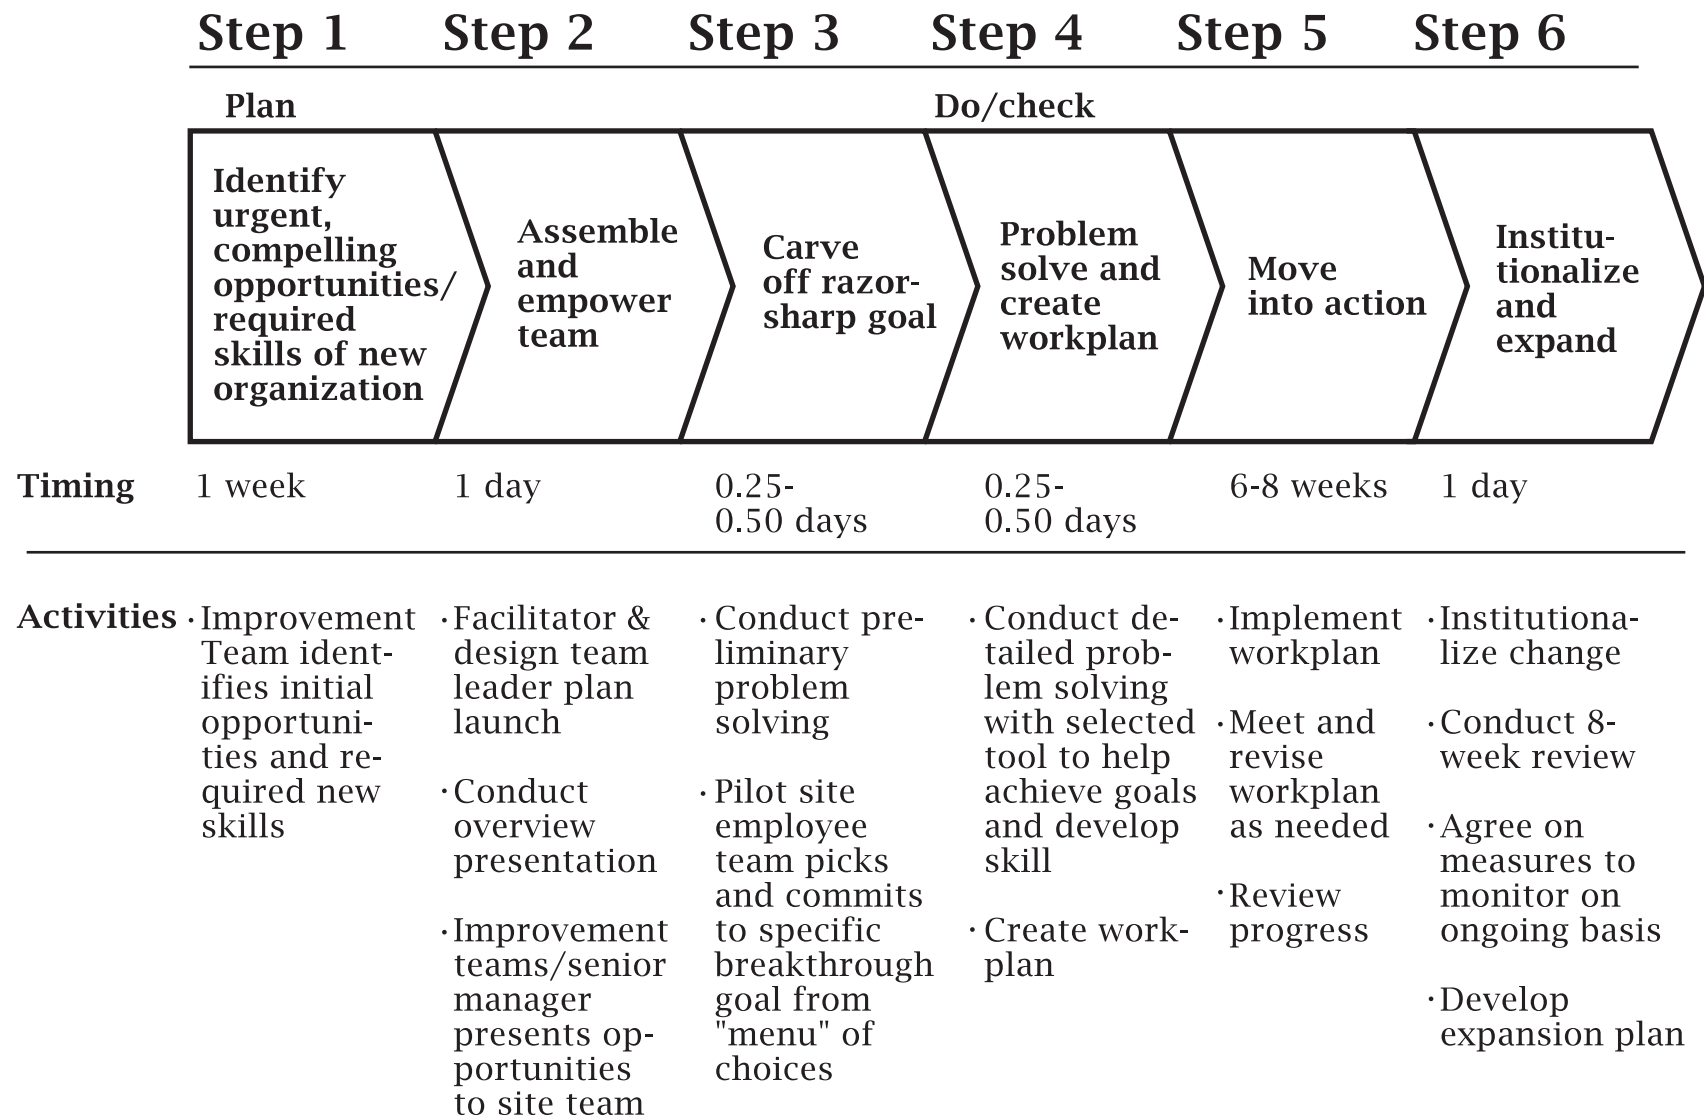 Step 1 Step 2 Step 3 Step 4 Step 5 Step 6
Plan Do/check
Identify
urgent,
compelling
opportunities/
required
skills of new
organization
Assemble
and
empower
team
Carve
off razor-
sharp goal
Problem
solve and
create
workplan
Move
into action
Institu-
tionalize
and
expand
Timing
1 week
1 day
0.25-
0.50 days
0.25-
0.50 days
6-8 weeks
1 day
Activities
· Improvement
Team ident-
ifies initial
opportuni-
ties and re-
quired new
skills
· Facilitator &
design team
leader plan
launch
· Conduct
overview
presentation
· Improvement
teams/senior
manager
presents op-
portunities
to site team
· Conduct pre-
liminary
problem
solving
· Pilot site
employee
team picks
and commits
to specific
breakthrough
goal from
"menu" of
choices
· Conduct de-
tailed prob-
lem solving
with selected
tool to help
achieve goals
and develop
skill
· Create work-
plan
· Implement
workplan
· Meet and
revise
workplan
as needed
· Review
progress
· Institutiona-
lize change
· Conduct 8-
week review
· Agree on
measures to
monitor on
ongoing basis
· Develop
expansion plan